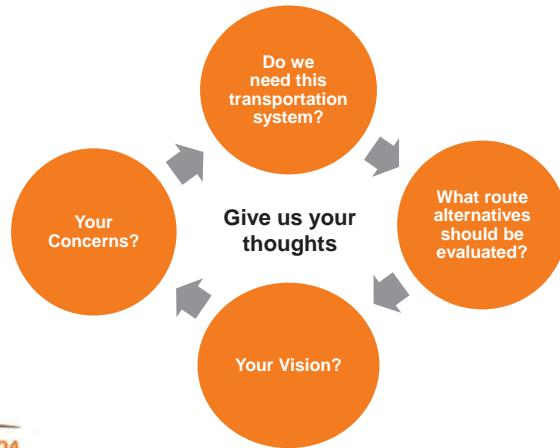 Do we
need this
transportation
system?
What route
alternatives
should be
evaluated?
Give us your
thoughts
Your
Concerns?
Your Vision?